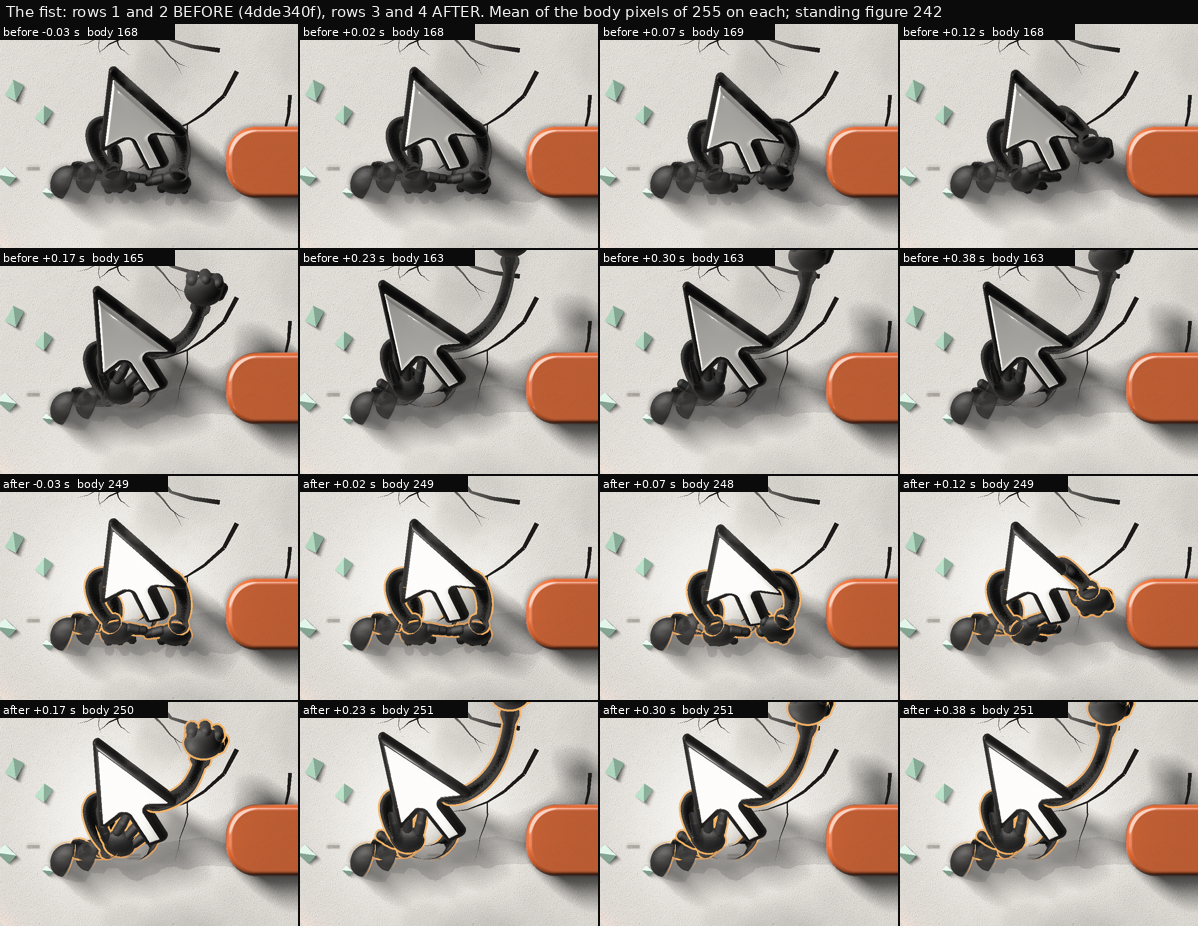 The fist: rows 1 and 2 BEFORE (4dde340f), rows 3 and 4 AFTER. Mean of the body pixels of 255 on each; standing figure 242
before -0.03 s  body 168
before +0.02 s  body 168
before +0.07 s  body 169
before +0.12 s  body 168
before +0.17 s  body 165
before +0.23 s  body 163
before +0.30 s  body 163
before +0.38 s  body 163
after -0.03 s  body 249
after +0.02 s  body 249
after +0.07 s  body 248
after +0.12 s  body 249
after +0.17 s  body 250
after +0.23 s  body 251
after +0.30 s  body 251
after +0.38 s  body 251